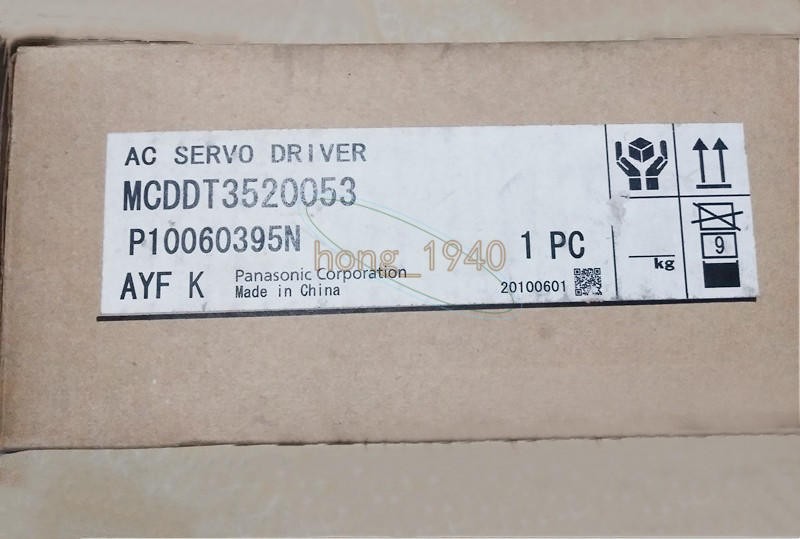 AC SERVO DRIVER
MCDDT3520053
P10060395N
hong_1940
1 PC
AYF K
Panasonic Corporation
Made in China
20100601
kg
9